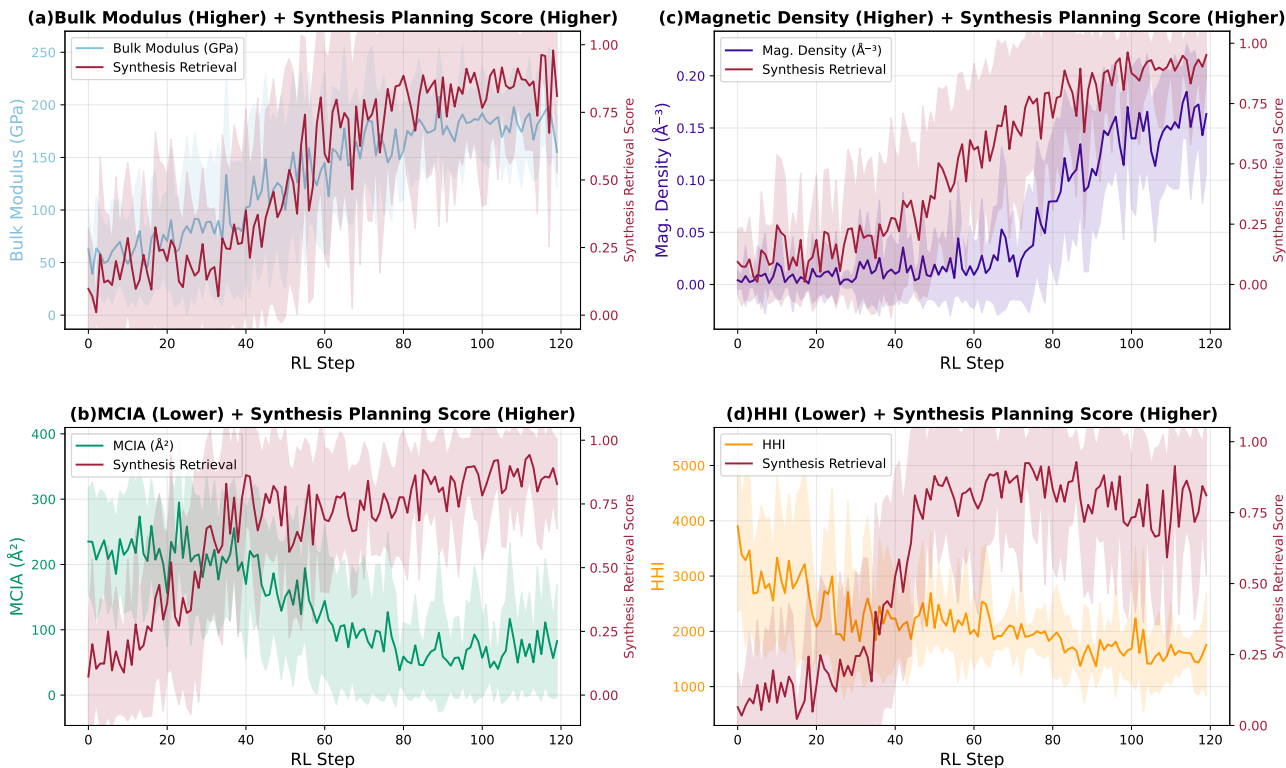 (a)Bulk Modulus (Higher) + Synthesis Planning Score (Higher)
Bulk Modulus (GPa)
Synthesis Retrieval
250
200
150
100
50
0
Bulk Modulus (GPa)
1.00
0.75
0.50
0.25
0.00
Synthesis Retrieval Score
0 20 40 60 80 100 120
RL Step
(c)Magnetic Density (Higher) + Synthesis Planning Score (Higher)
Mag. Density (Å⁻³)
Synthesis Retrieval
0.20
0.15
0.10
0.05
0.00
Mag. Density (Å⁻³)
1.00
0.75
0.50
0.25
0.00
Synthesis Retrieval Score
0 20 40 60 80 100 120
RL Step
(b)MCIA (Lower) + Synthesis Planning Score (Higher)
MCIA (Å²)
Synthesis Retrieval
400
300
200
100
0
MCIA (Å²)
1.00
0.75
0.50
0.25
0.00
Synthesis Retrieval Score
0 20 40 60 80 100 120
RL Step
(d)HHI (Lower) + Synthesis Planning Score (Higher)
HHI
Synthesis Retrieval
5000
4000
3000
2000
1000
HHI
1.00
0.75
0.50
0.25
0.00
Synthesis Retrieval Score
0 20 40 60 80 100 120
RL Step